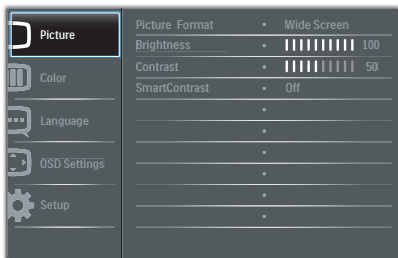 Picture
Color
Language
OSD Settings
Setup
Picture Format • Wide Screen
Brightness • 100
Contrast • 50
SmartContrast • Off
•
•
•
•
•
•